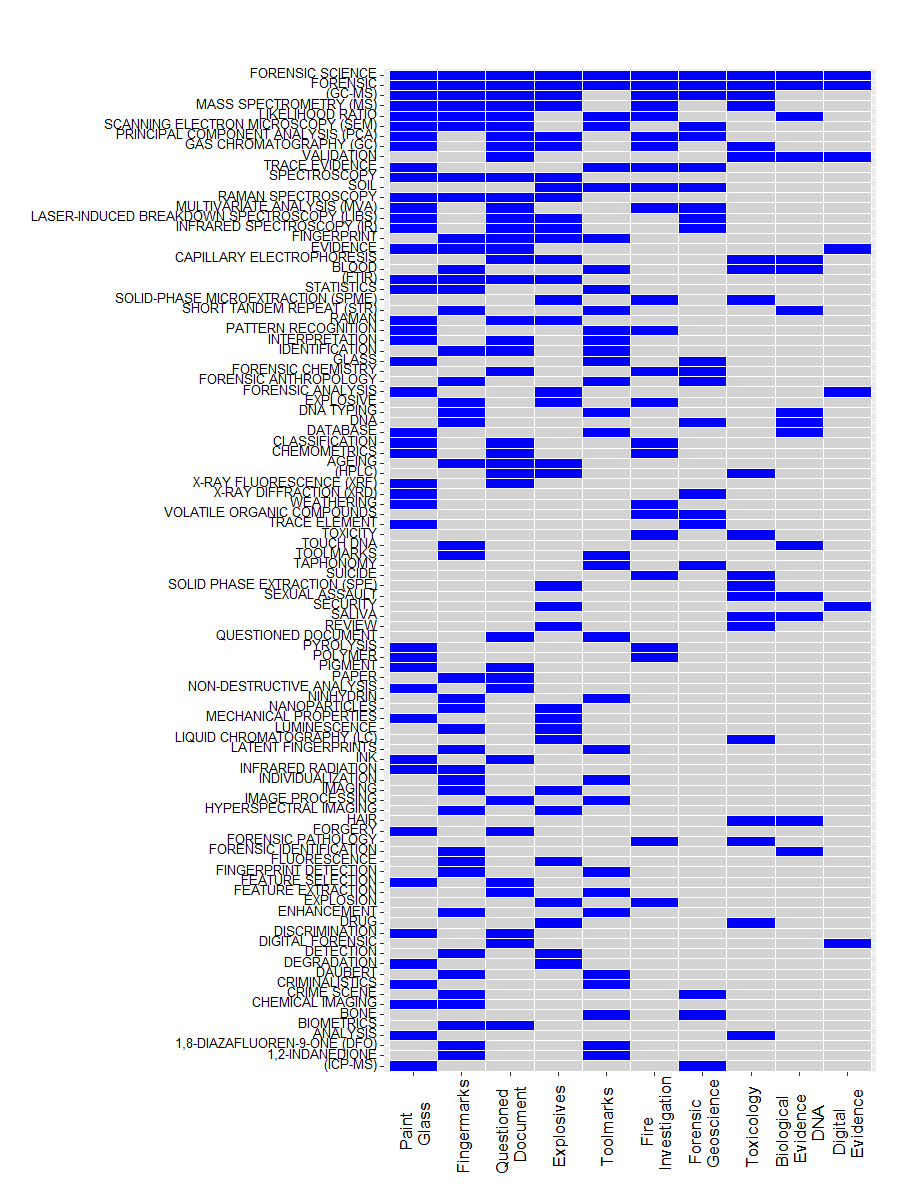 FORENSIC SCIENCE
FORENSIC
(GC-MS)
MASS SPECTROMETRY (MS)
LIKELIHOOD RATIO
SCANNING ELECTRON MICROSCOPY (SEM)
PRINCIPAL COMPONENT ANALYSIS (PCA)
GAS CHROMATOGRAPHY (GC)
VALIDATION
TRACE EVIDENCE
SPECTROSCOPY
SOIL
RAMAN SPECTROSCOPY
MULTIVARIATE ANALYSIS (MVA)
LASER-INDUCED BREAKDOWN SPECTROSCOPY (LIBS)
INFRARED SPECTROSCOPY (IR)
FINGERPRINT
EVIDENCE
CAPILLARY ELECTROPHORESIS
BLOOD
(FTIR)
STATISTICS
SOLID-PHASE MICROEXTRACTION (SPME)
SHORT TANDEM REPEAT (STR)
RAMAN
PATTERN RECOGNITION
INTERPRETATION
IDENTIFICATION
GLASS
FORENSIC CHEMISTRY
FORENSIC ANTHROPOLOGY
FORENSIC ANALYSIS
EXPLOSIVE
DNA TYPING
DNA
DATABASE
CLASSIFICATION
CHEMOMETRICS
AGEING
(HPLC)
X-RAY FLUORESCENCE (XRF)
X-RAY DIFFRACTION (XRD)
WEATHERING
VOLATILE ORGANIC COMPOUNDS
TRACE ELEMENT
TOXICITY
TOUCH DNA
TOOLMARKS
TAPHONOMY
SUICIDE
SOLID PHASE EXTRACTION (SPE)
SEXUAL ASSAULT
SECURITY
SALIVA
REVIEW
QUESTIONED DOCUMENT
PYROLYSIS
POLYMER
PIGMENT
PAPER
NON-DESTRUCTIVE ANALYSIS
NINHYDRIN
NANOPARTICLES
MECHANICAL PROPERTIES
LUMINESCENCE
LIQUID CHROMATOGRAPHY (LC)
LATENT FINGERPRINTS
INK
INFRARED RADIATION
INDIVIDUALIZATION
IMAGING
IMAGE PROCESSING
HYPERSPECTRAL IMAGING
HAIR
FORGERY
FORENSIC PATHOLOGY
FORENSIC IDENTIFICATION
FLUORESCENCE
FINGERPRINT DETECTION
FEATURE SELECTION
FEATURE EXTRACTION
EXPLOSION
ENHANCEMENT
DRUG
DISCRIMINATION
DIGITAL FORENSIC
DETECTION
DEGRADATION
DAUBERT
CRIMINALISTICS
CRIME SCENE
CHEMICAL IMAGING
BONE
BIOMETRICS
ANALYSIS
1,8-DIAZAFLUOREN-9-ONE (DFO)
1,2-INDANEDIONE
(ICP-MS)
Paint
Glass
Fingermarks
Questioned
Document
Explosives
Toolmarks
Fire
Investigation
Forensic
Geoscience
Toxicology
Biological
Evidence
DNA
Digital
Evidence